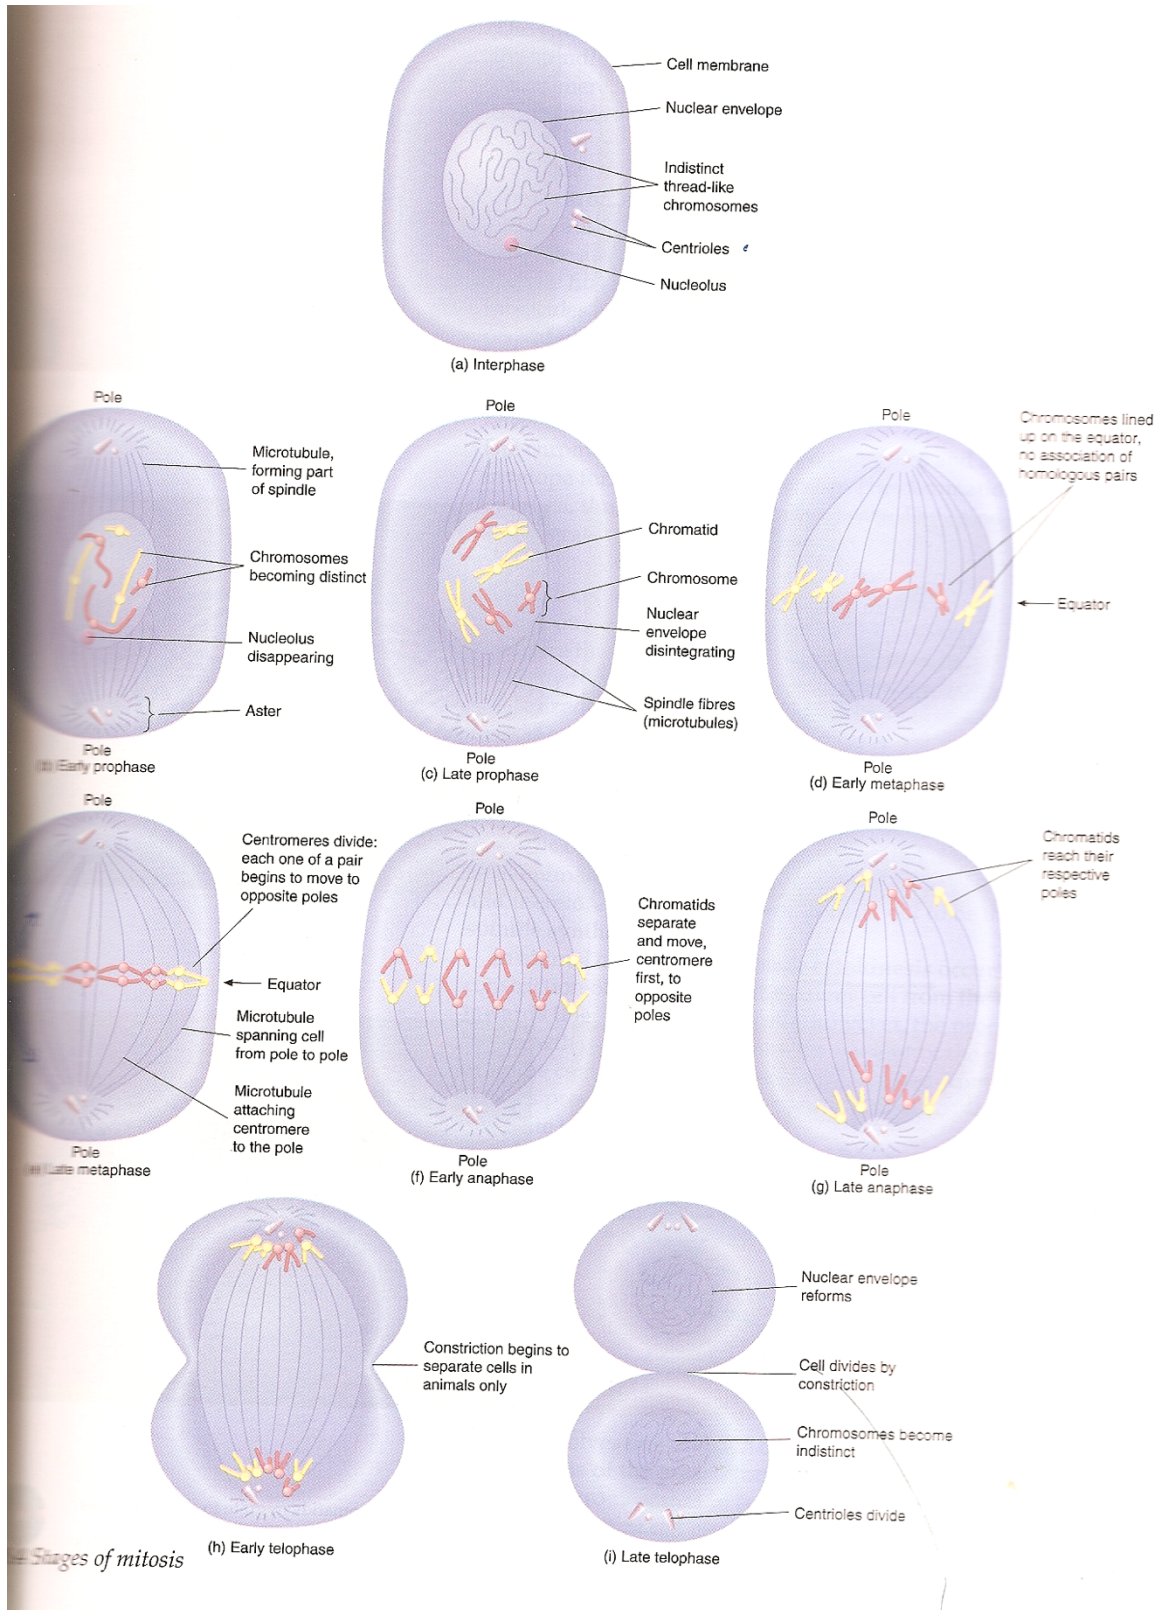 Cell membrane
Nuclear envelope
Indistinct
thread-like
chromosomes
Centrioles
Nucleolus
(a) Interphase
Pole
Microtubule,
forming part
of spindle
Chromosomes
becoming distinct
Nucleolus
disappearing
Aster
Pole
(b) Early prophase
Pole
Chromatid
Chromosome
Nuclear
envelope
disintegrating
Spindle fibres
(microtubules)
Pole
(c) Late prophase
Pole
Chromosomes lined
up on the equator,
no association of
homologous pairs
Equator
Pole
(d) Early metaphase
Pole
Centromeres divide:
each one of a pair
begins to move to
opposite poles
Equator
Microtubule
spanning cell
from pole to pole
Microtubule
attaching
centromere
to the pole
Pole
(e) Late metaphase
Pole
Chromatids
separate
and move,
centromere
first, to
opposite
poles
Pole
(f) Early anaphase
Pole
Chromatids
reach their
respective
poles
Pole
(g) Late anaphase
Constriction begins to
separate cells in
animals only
(h) Early telophase
Nuclear envelope
reforms
Cell divides by
constriction
Chromosomes become
indistinct
Centrioles divide
(i) Late telophase
Stages of mitosis